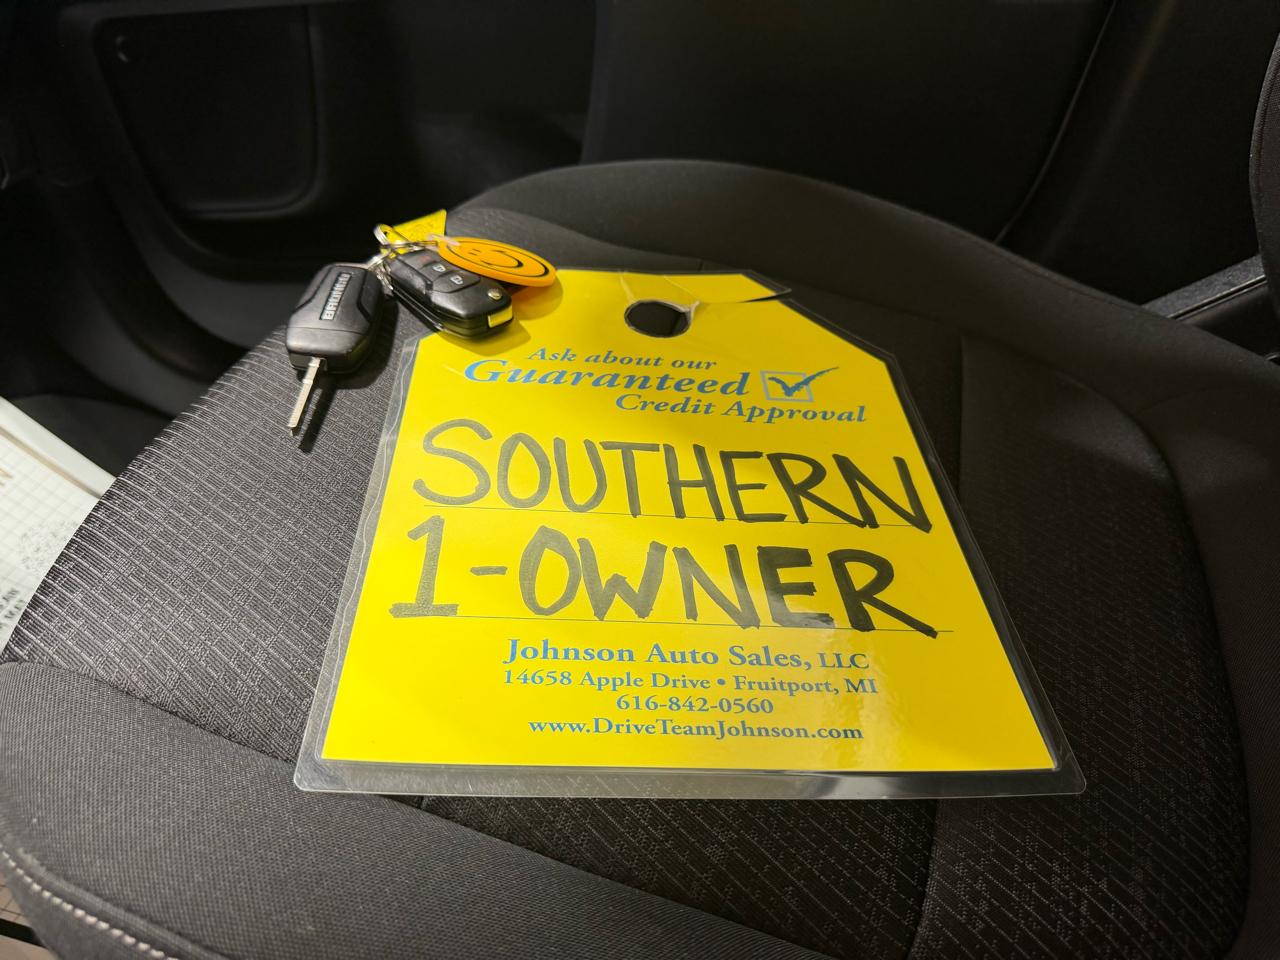 BRONCO
Ask about our
Guaranteed
Credit Approval
SOUTHERN
1-OWNER
Johnson Auto Sales, LLC
14658 Apple Drive • Fruitport, MI
616-842-0560
www.DriveTeamJohnson.com